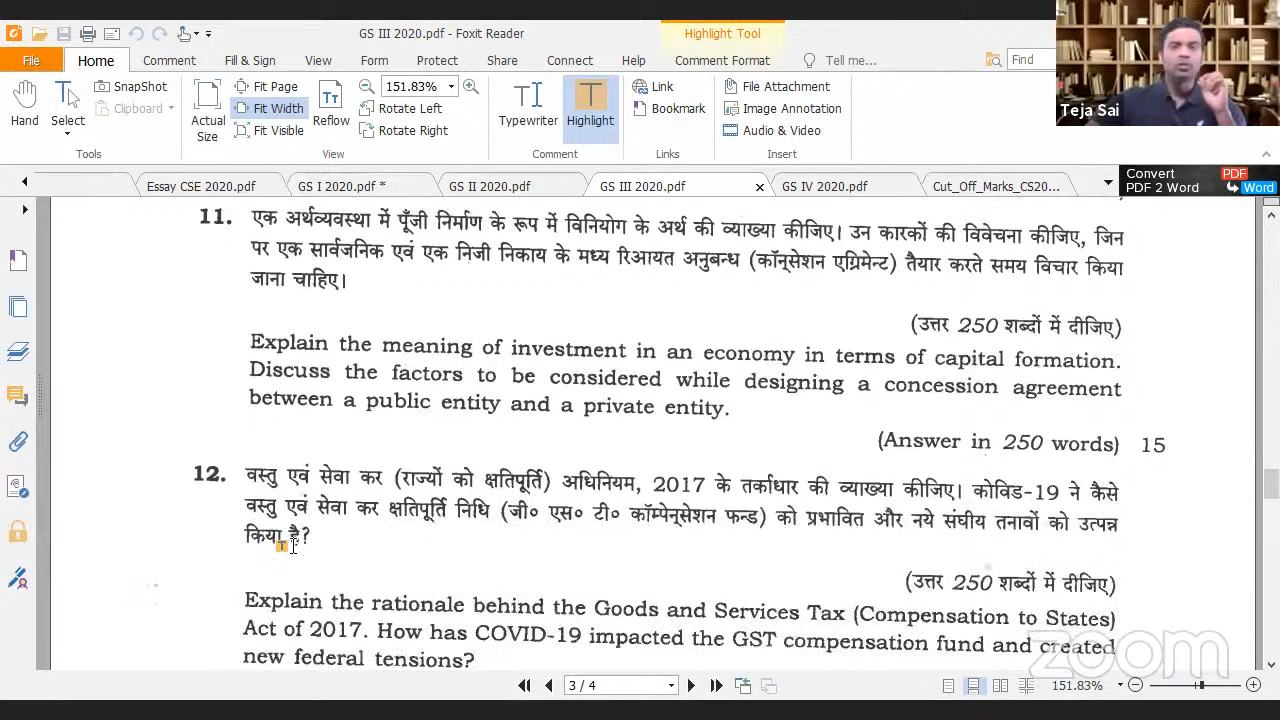 GS III 2020.pdf - Foxit Reader
Highlight Tool
File
Home
Comment
Fill & Sign
View
Form
Protect
Share
Connect
Help
Comment Format
Tell me...
Find
Hand
Select
SnapShot
Clipboard
Tools
Actual
Size
Fit Page
Fit Width
Fit Visible
Reflow
151.83%
Rotate Left
Rotate Right
View
Typewriter
Highlight
Comment
Link
Bookmark
Links
File Attachment
Image Annotation
Audio & Video
Insert
Teja Sai
Essay CSE 2020.pdf
GS I 2020.pdf *
GS II 2020.pdf
GS III 2020.pdf
GS IV 2020.pdf
Cut_Off_Marks_CS20...
Convert
PDF 2 Word
PDF
Word
11. एक अर्थव्यवस्था में पूँजी निर्माण के रूप में विनियोग के अर्थ की व्याख्या कीजिए। उन कारकों की विवेचना कीजिए, जिन
पर एक सार्वजनिक एवं एक निजी निकाय के मध्य रिआयत अनुबन्ध (कॉन्सेशन एग्रिमेन्ट) तैयार करते समय विचार किया
जाना चाहिए।
(उत्तर 250 शब्दों में दीजिए)
Explain the meaning of investment in an economy in terms of capital formation.
Discuss the factors to be considered while designing a concession agreement
between a public entity and a private entity.
(Answer in 250 words) 15
12. वस्तु एवं सेवा कर (राज्यों को क्षतिपूर्ति) अधिनियम, 2017 के तर्काधार की व्याख्या कीजिए। कोविड-19 ने कैसे
वस्तु एवं सेवा कर क्षतिपूर्ति निधि (जी० एस० टी० कॉम्पेन्सेशन फन्ड) को प्रभावित और नये संघीय तनावों को उत्पन्न
किया है?
(उत्तर 250 शब्दों में दीजिए)
Explain the rationale behind the Goods and Services Tax (Compensation to States)
Act of 2017. How has COVID-19 impacted the GST compensation fund and created
new federal tensions?
zoom
3 / 4
151.83%